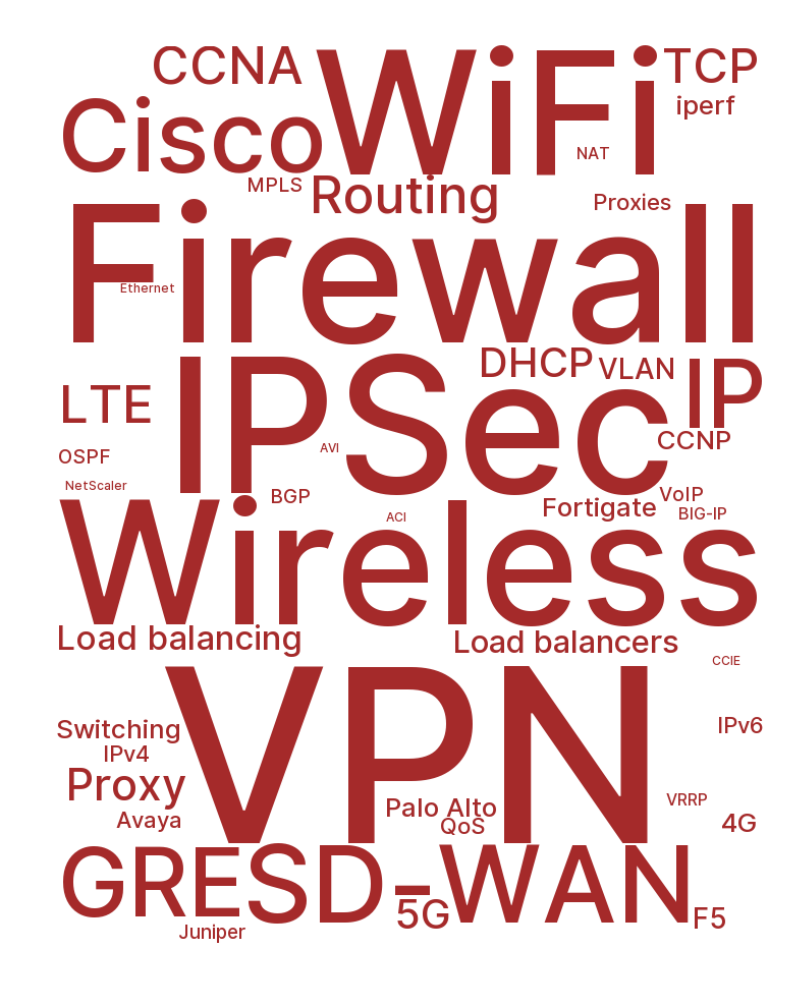 CCNA
WiFi
TCP
Cisco
iperf
NAT
MPLS
Routing
Proxies
Firewall
Ethernet
DHCP
VLAN
IP
LTE
IPSec
CCNP
AVI
OSPF
NetScaler
BGP
VoIP
Fortigate
BIG-IP
ACI
Wireless
Load balancing
Load balancers
CCIE
VPN
Switching
IPv6
IPv4
Proxy
VRRP
Palo Alto
Avaya
QoS
4G
GRE
SD-WAN
5G
F5
Juniper